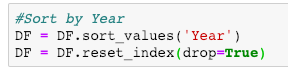 #Sort by Year
DF = DF.sort_values('Year')
DF = DF.reset_index(drop=True)